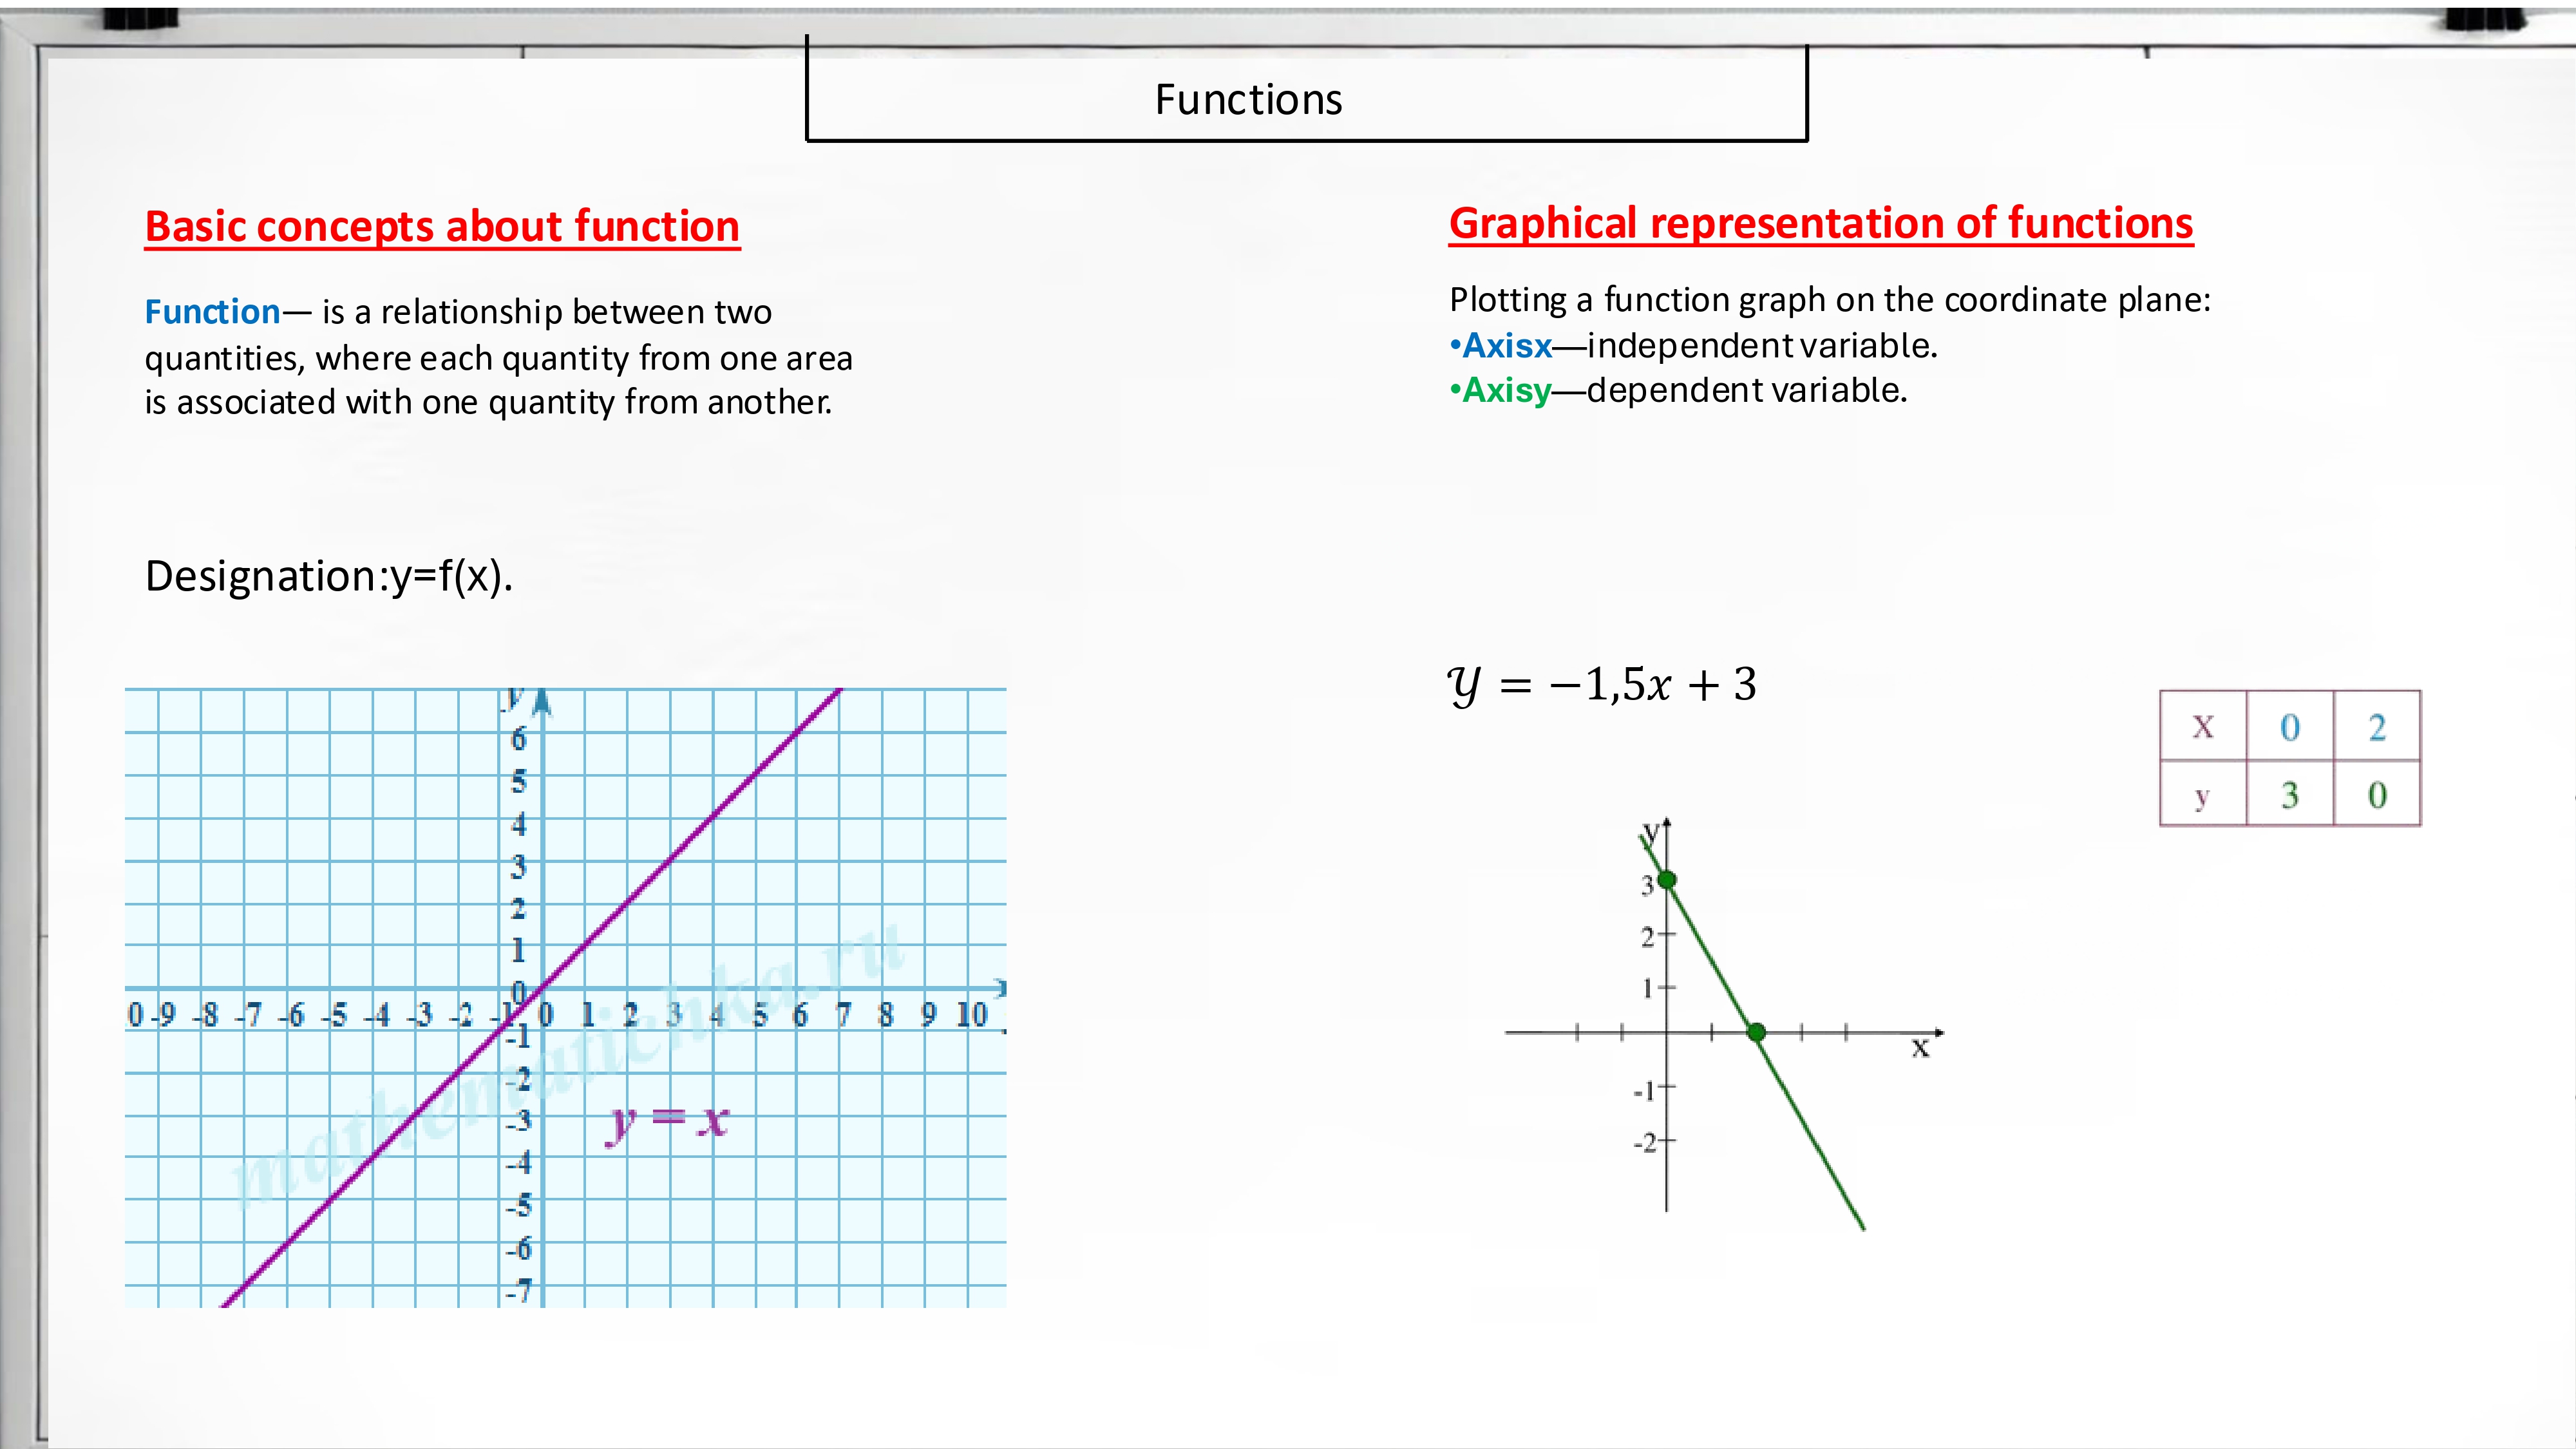 Functions
Basic concepts about function
Function— is a relationship between two
quantities, where each quantity from one area
is associated with one quantity from another.
Designation:y=f(x).
y
6
5
4
3
2
1
0
0 -9 -8 -7 -6 -5 -4 -3 -2 -1 0 1 2 3 4 5 6 7 8 9 10
-1
-2
-3
-4
-5
-6
-7
y = x
mathematichka.ru
Graphical representation of functions
Plotting a function graph on the coordinate plane:
•Axisx—independent variable.
•Axisy—dependent variable.
𝒴 = −1,5x + 3
X 0 2
y 3 0
y
3
2
1
x
-1
-2